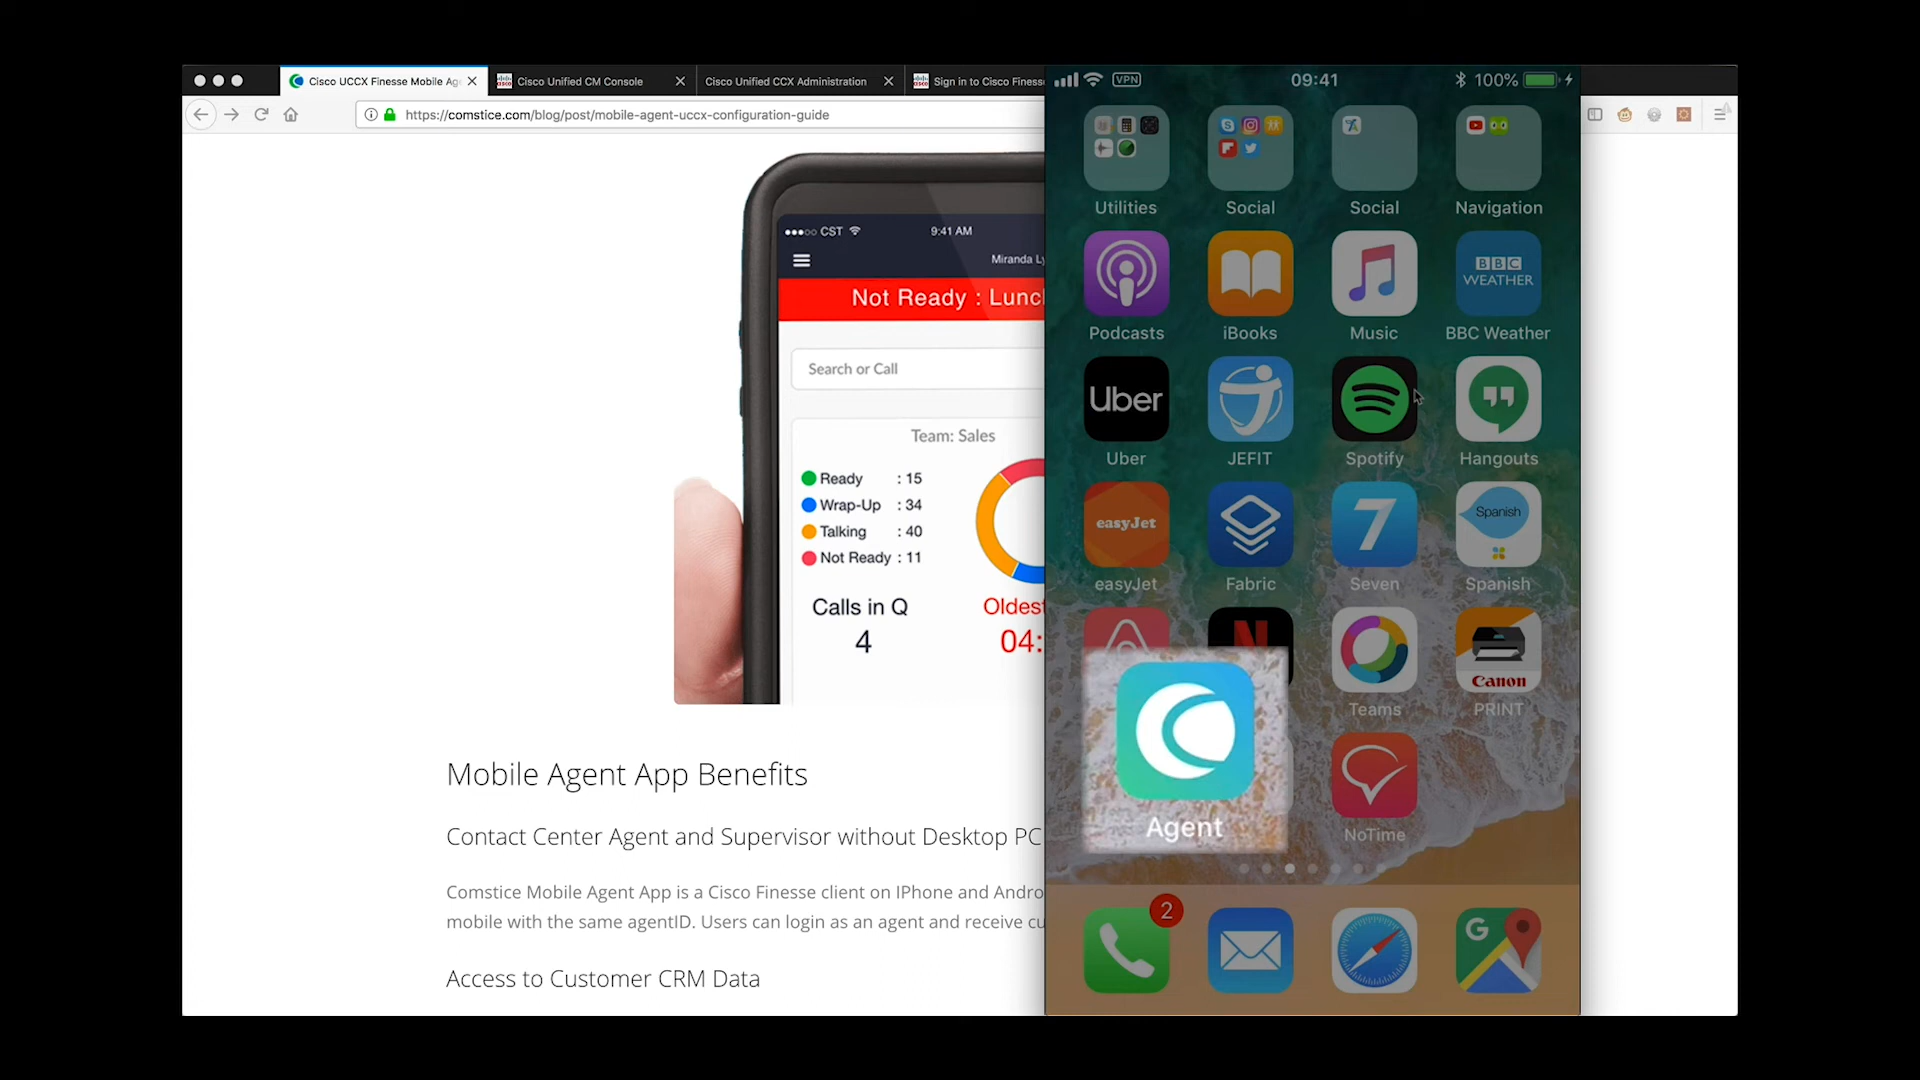 Cisco UCCX Finesse Mobile Age
Cisco Unified CM Console
Cisco Unified CCX Administration
Sign in to Cisco Finesse
https://comstice.com/blog/post/mobile-agent-uccx-configuration-guide
CST
9:41 AM
Miranda Ly
Not Ready : Lunch
Search or Call
Team: Sales
Ready : 15
Wrap-Up : 34
Talking : 40
Not Ready : 11
Calls in Q
4
Oldest
04:
Mobile Agent App Benefits
Contact Center Agent and Supervisor without Desktop PC
Comstice Mobile Agent App is a Cisco Finesse client on IPhone and Andro
mobile with the same agentID. Users can login as an agent and receive cu
Access to Customer CRM Data
VPN
09:41
100%
Utilities
Social
Social
Navigation
BBC
WEATHER
Podcasts
iBooks
Music
BBC Weather
Uber
Uber
JEFIT
Spotify
Hangouts
easyJet
7
Spanish
easyJet
Fabric
Seven
Spanish
N
Canon
Teams
PRINT
Agent
NoTime
2
G